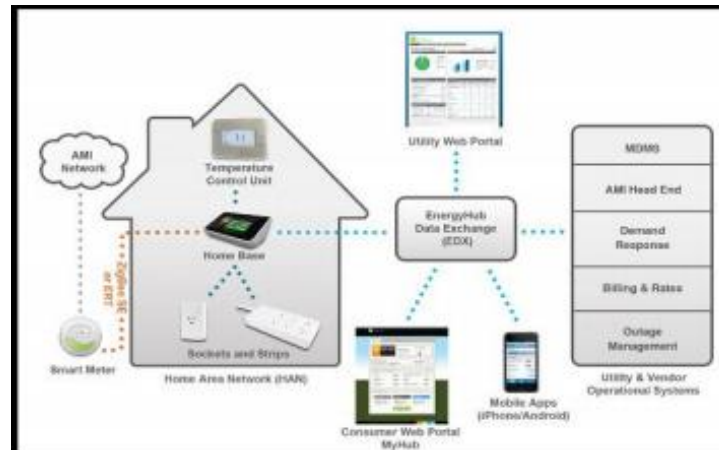 Utility Web Portal
AMI
Network
Temperature
Control Unit
Home Base
ZigBee SE
or ERT
Sockets and Strips
Smart Meter
Home Area Network (HAN)
EnergyHub
Data Exchange
(EDX)
Consumer Web Portal
MyHub
Mobile Apps
(iPhone/Android)
MDMS
AMI Head End
Demand
Response
Billing & Rates
Outage
Management
Utility & Vendor
Operational Systems